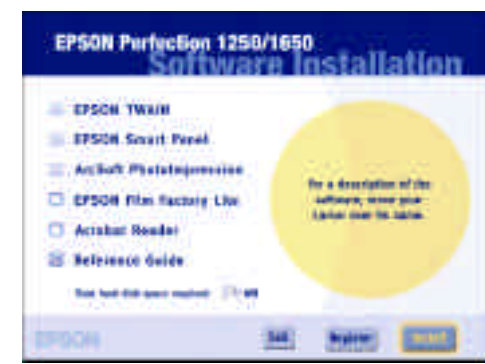 EPSON Perfection 1250/1650
Software Installation
EPSON TWAIN
EPSON Smart Panel
ArcSoft PhotoImpression
EPSON Film Factory Lite
Acrobat Reader
Reference Guide
For a description of the
software, move your
cursor over its name.
Total hard disk space required: MB
EPSON
Exit
Register
Install